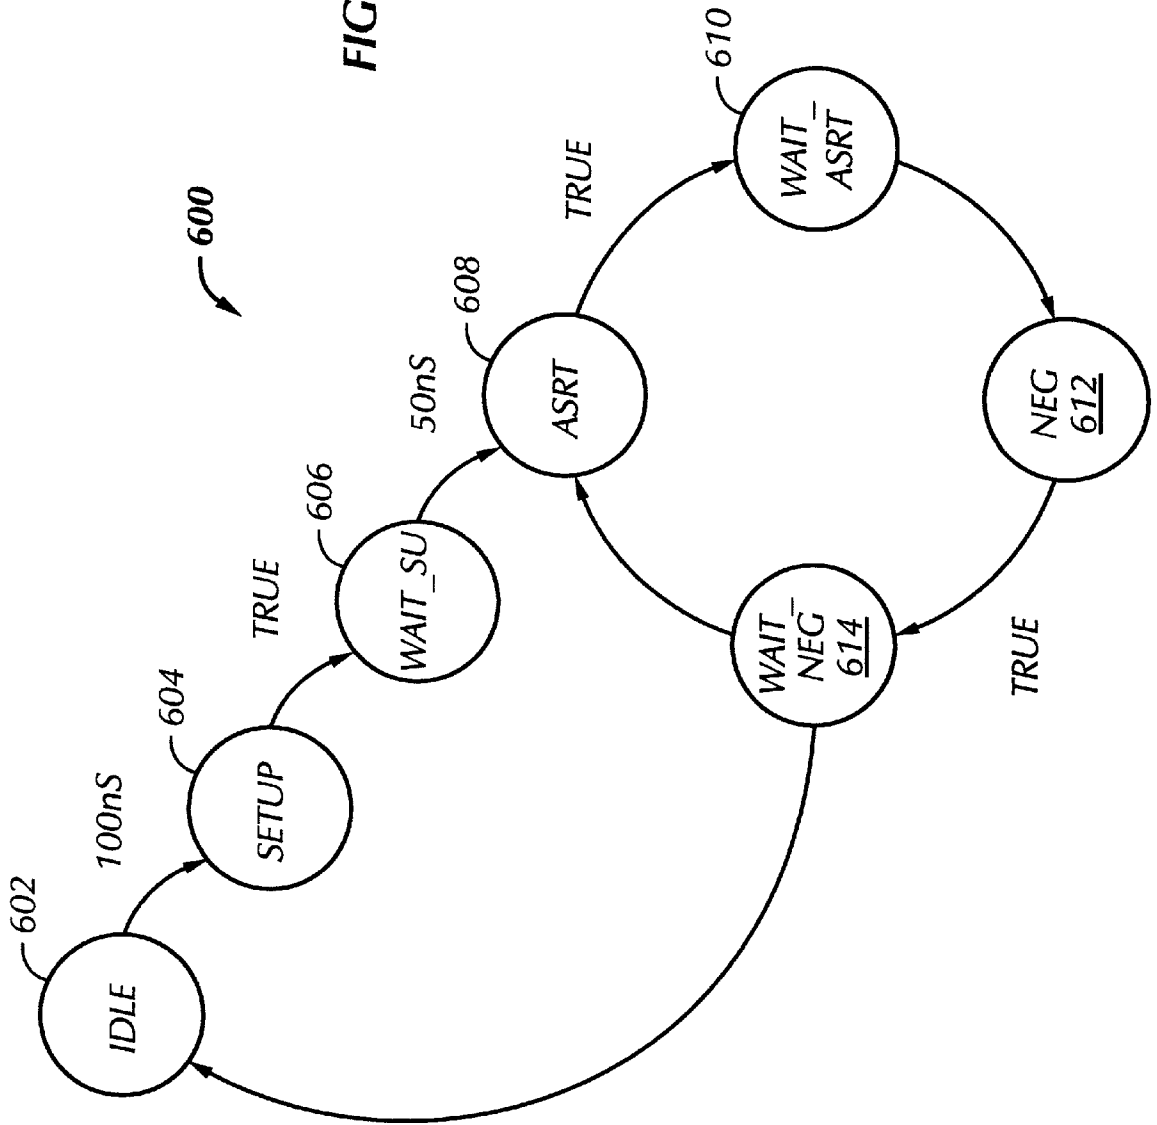 FIG
600
602
IDLE
100nS
604
SETUP
TRUE
606
WAIT_SU
50nS
608
ASRT
TRUE
610
WAIT_
ASRT
NEG
612
TRUE
WAIT_
NEG
614